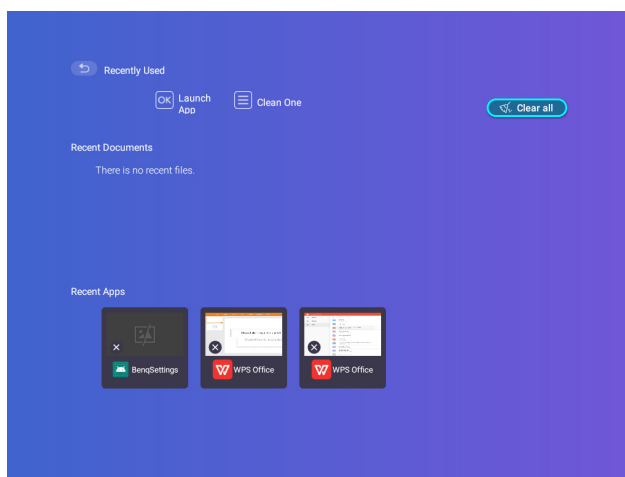 Recently Used
OK Launch App
Clean One
Clear all
Recent Documents
There is no recent files.
Recent Apps
BenqSettings
WPS Office
WPS Office